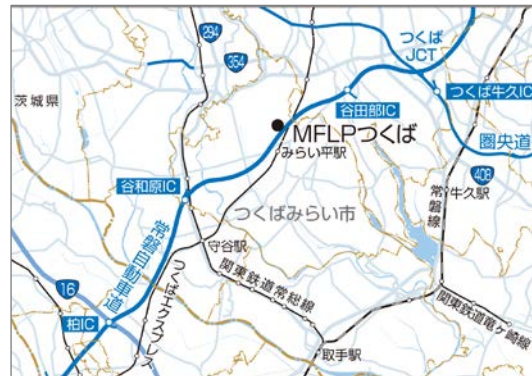 294
354
つくば
JCT
茨城県
谷田部IC
つくば牛久IC
MFLPつくば
みらい平駅
圏央道
408
谷和原IC
常磐線
牛久駅
つくばみらい市
常磐自動車道
守谷駅
16
つくばエクスプレス
関東鉄道常総線
関東鉄道竜ヶ崎線
柏IC
取手駅